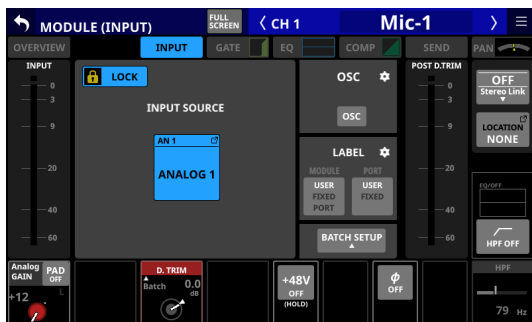 MODULE (INPUT)
FULL
SCREEN
CH 1
Mic-1
OVERVIEW
INPUT
GATE
EQ
COMP
SEND
PAN
INPUT
0
3
9
20
40
60
LOCK
INPUT SOURCE
AN 1
ANALOG 1
OSC
OSC
LABEL
MODULE
PORT
USER
FIXED
PORT
USER
FIXED
BATCH SETUP
POST D.TRIM
0
3
9
20
40
60
OFF
Stereo Link
LOCATION
NONE
EQ/OFF
HPF OFF
Analog
GAIN
PAD
OFF
+12
L
D. TRIM
Batch
0.0
dB
+48V
OFF
(HOLD)
ϕ
OFF
HPF
79 Hz